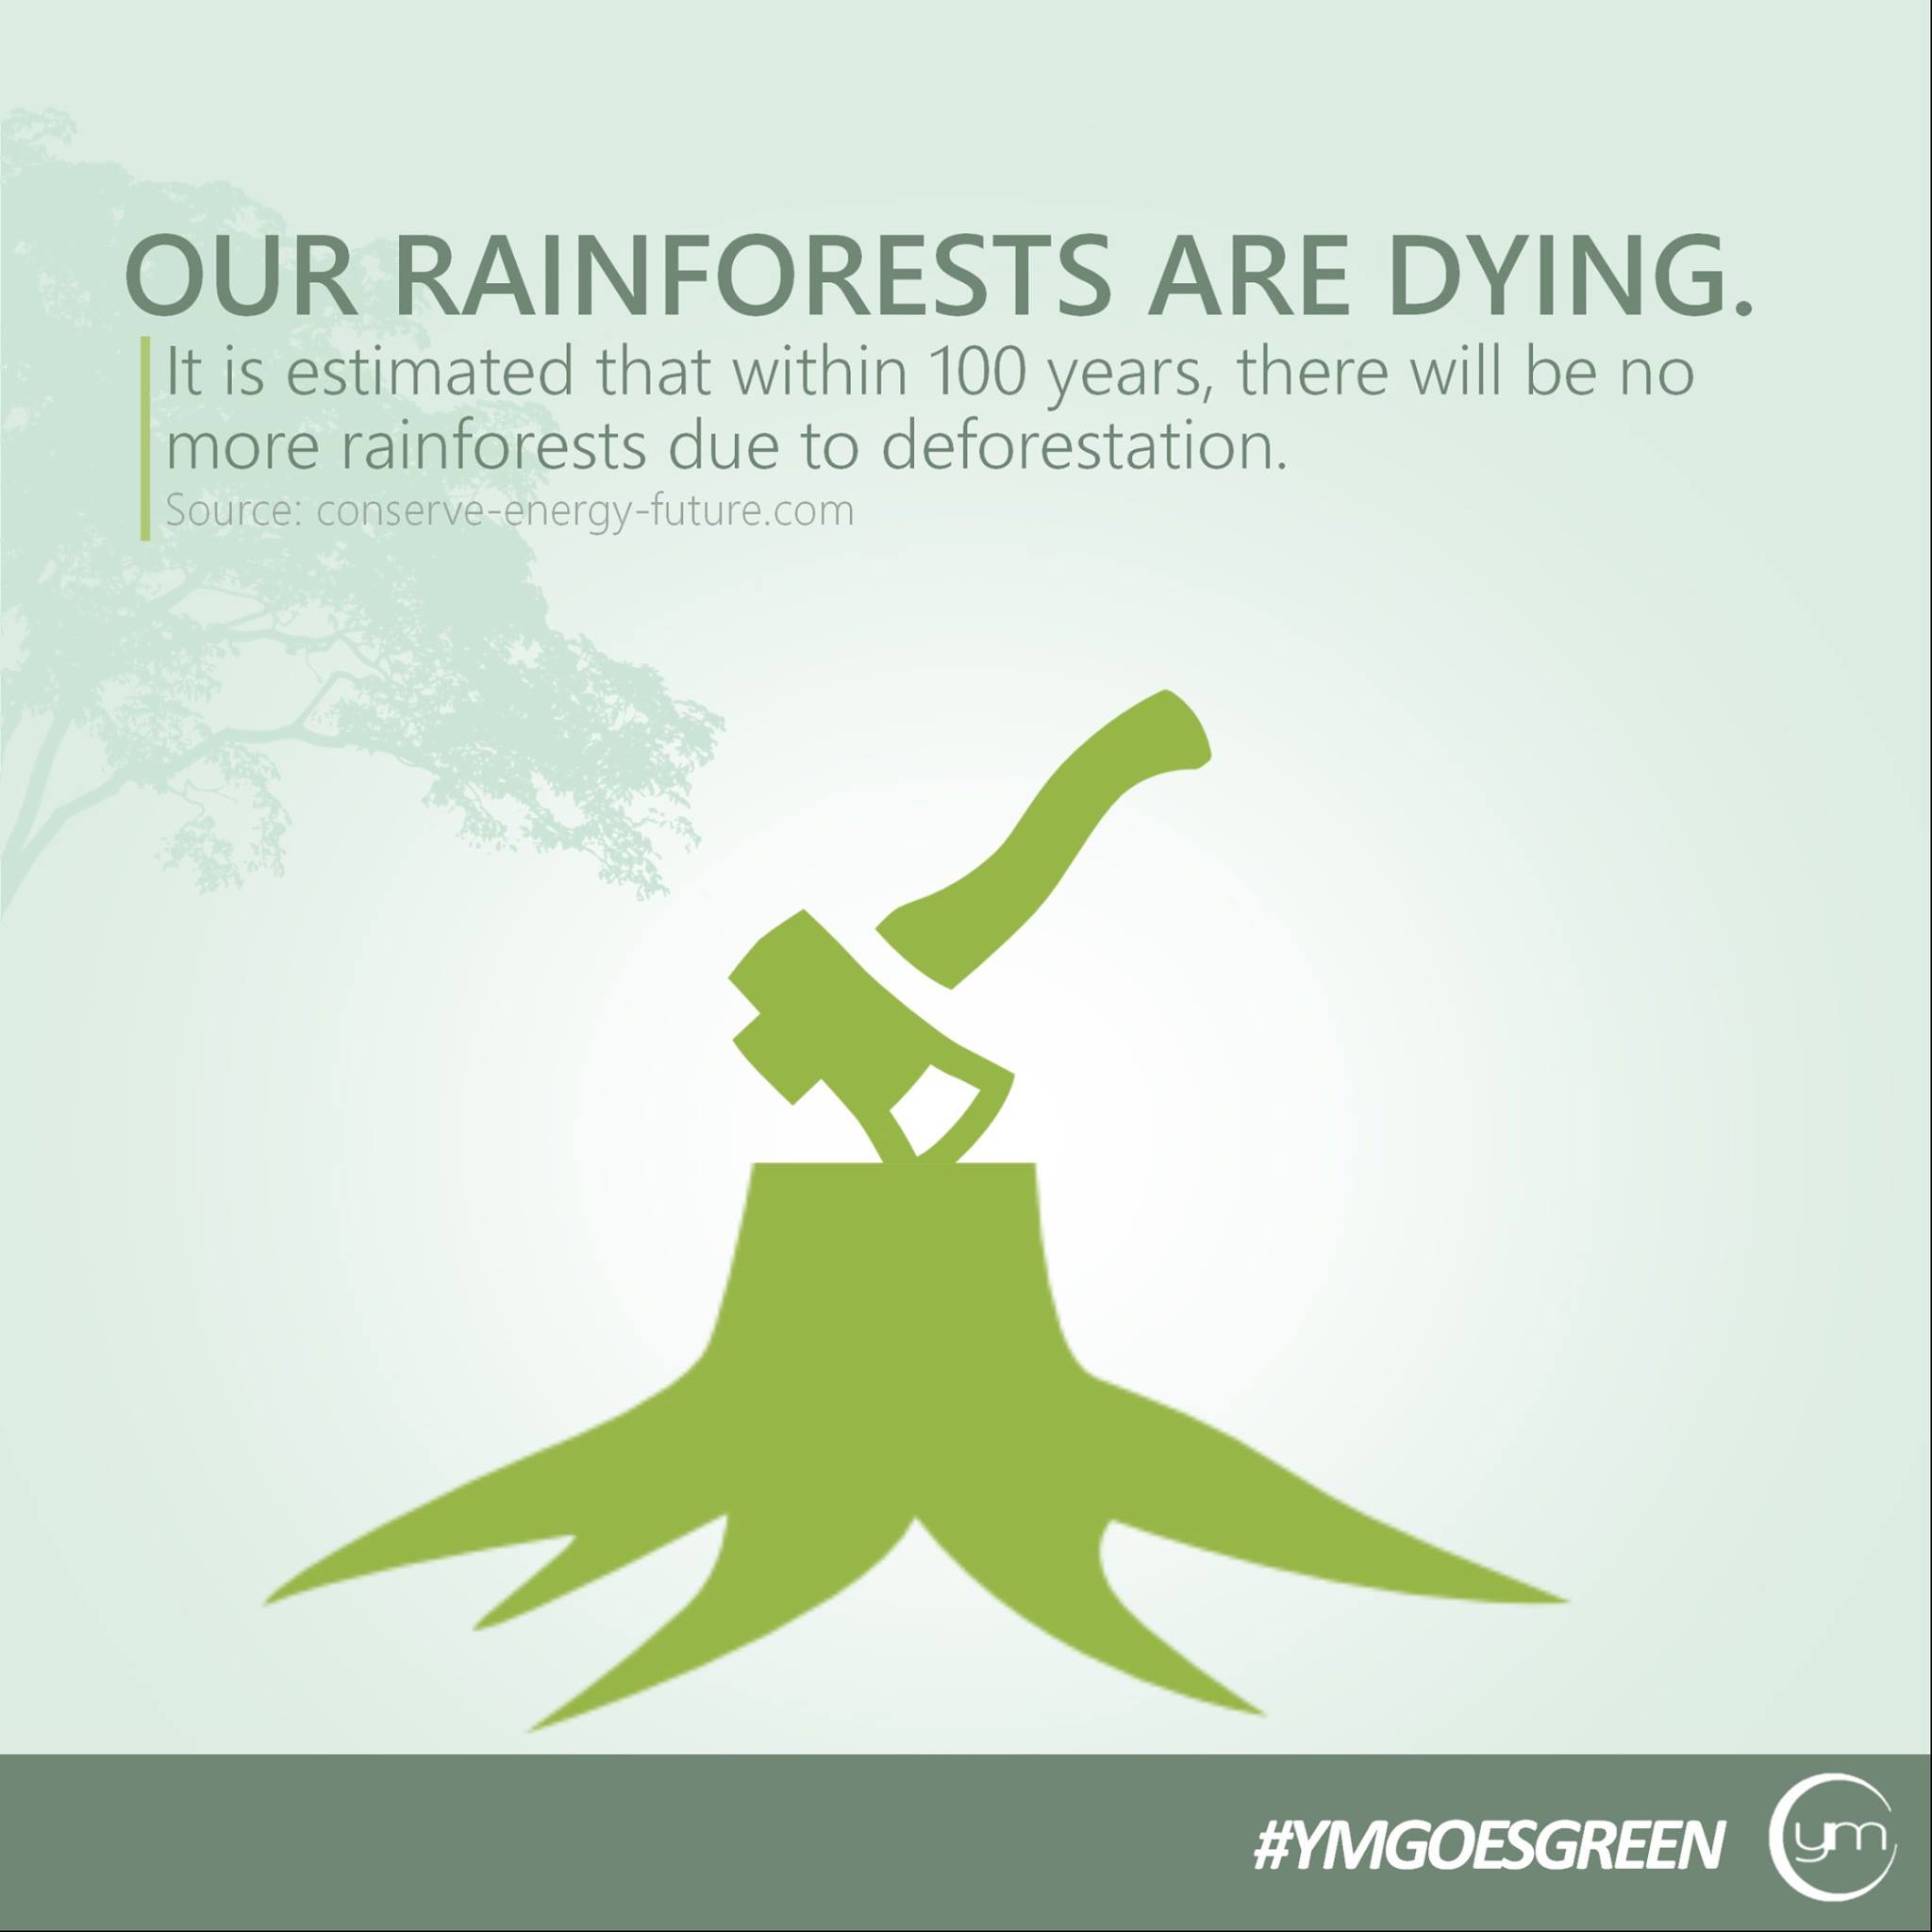 OUR RAINFORESTS ARE DYING.
It is estimated that within 100 years, there will be no
more rainforests due to deforestation.
Source: conserve-energy-future.com
#YMGOESGREEN
ym